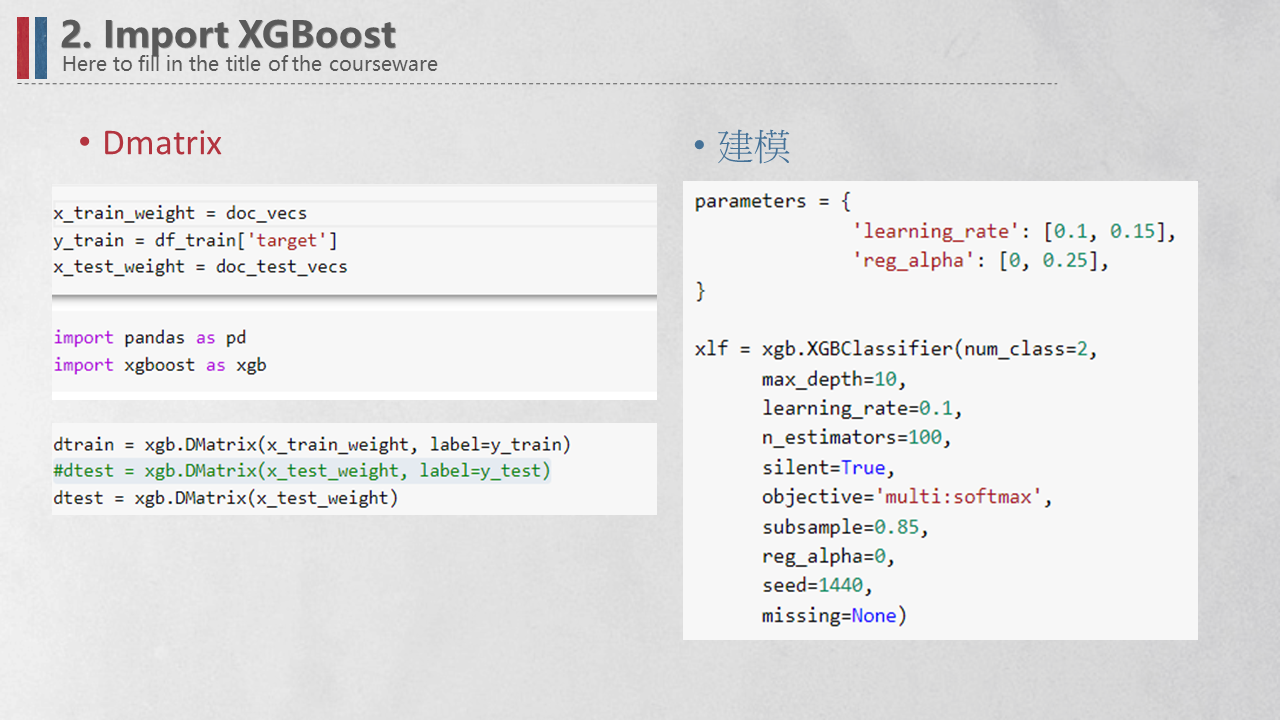 2. Import XGBoost
Here to fill in the title of the courseware
• Dmatrix
x_train_weight = doc_vecs
y_train = df_train['target']
x_test_weight = doc_test_vecs
import pandas as pd
import xgboost as xgb
dtrain = xgb.DMatrix(x_train_weight, label=y_train)
#dtest = xgb.DMatrix(x_test_weight, label=y_test)
dtest = xgb.DMatrix(x_test_weight)
• 建模
parameters = {
'learning_rate': [0.1, 0.15],
'reg_alpha': [0, 0.25],
}
xlf = xgb.XGBClassifier(num_class=2,
max_depth=10,
learning_rate=0.1,
n_estimators=100,
silent=True,
objective='multi:softmax',
subsample=0.85,
reg_alpha=0,
seed=1440,
missing=None)